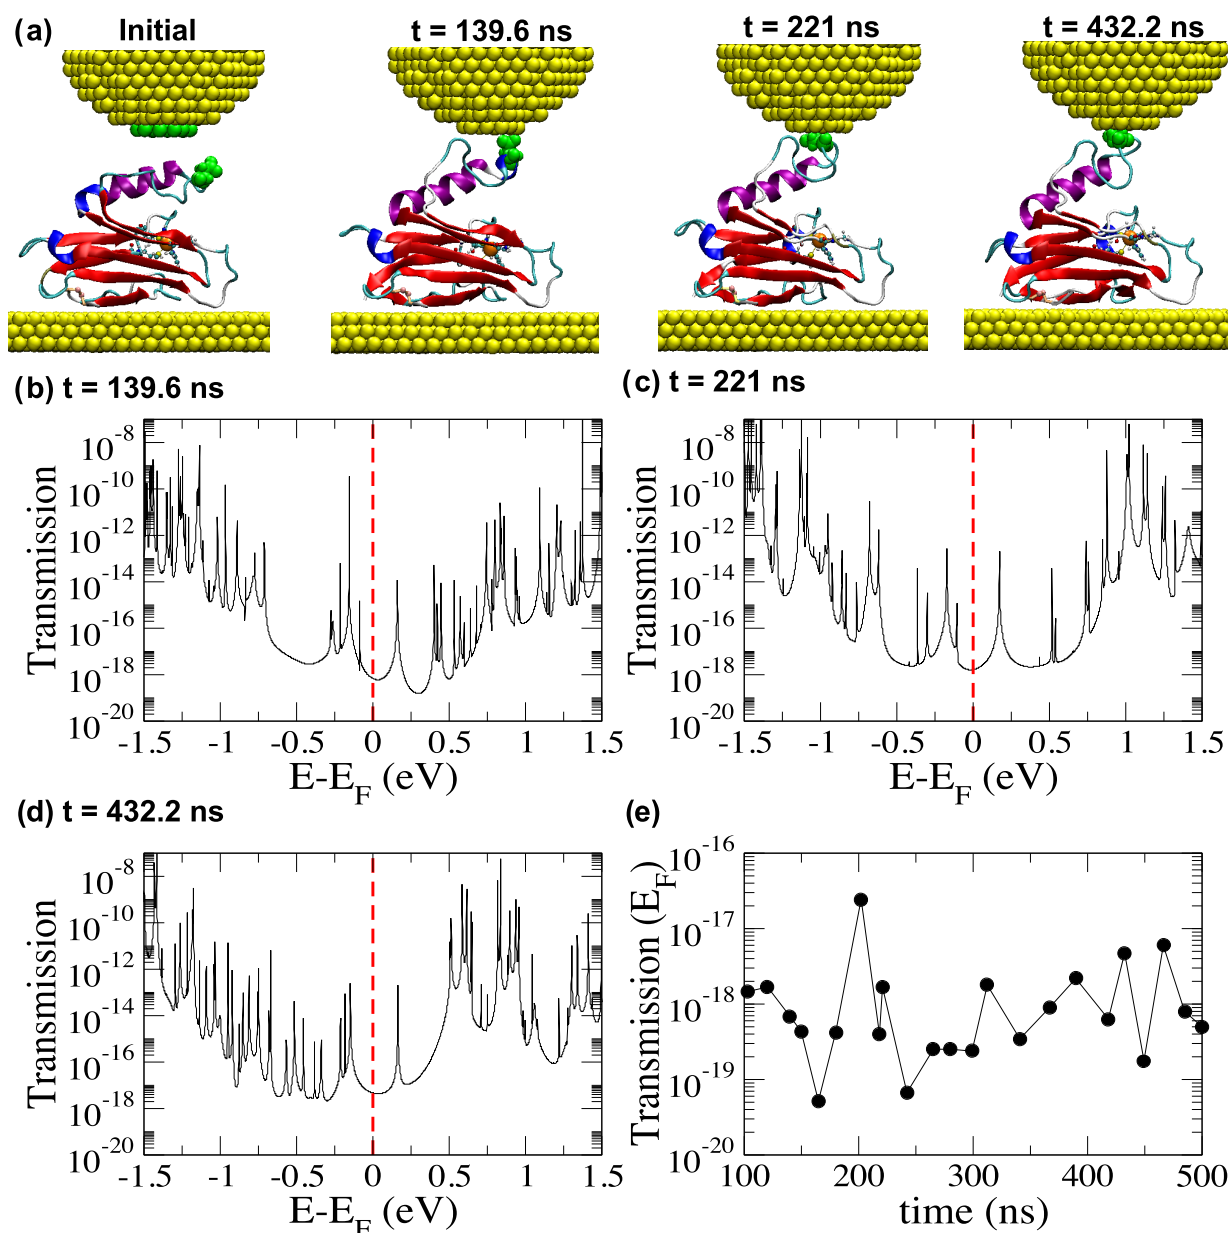 (a) Initial t = 139.6 ns t = 221 ns t = 432.2 ns
(b) t = 139.6 ns
Transmission
10-8
10-10
10-12
10-14
10-16
10-18
10-20
-1.5 -1 -0.5 0 0.5 1 1.5
E-EF (eV)
(c) t = 221 ns
Transmission
10-8
10-10
10-12
10-14
10-16
10-18
10-20
-1.5 -1 -0.5 0 0.5 1 1.5
E-EF (eV)
(d) t = 432.2 ns
Transmission
10-8
10-10
10-12
10-14
10-16
10-18
10-20
-1.5 -1 -0.5 0 0.5 1 1.5
E-EF (eV)
(e)
Transmission (EF)
10-16
10-17
10-18
10-19
10-20
100 200 300 400 500
time (ns)